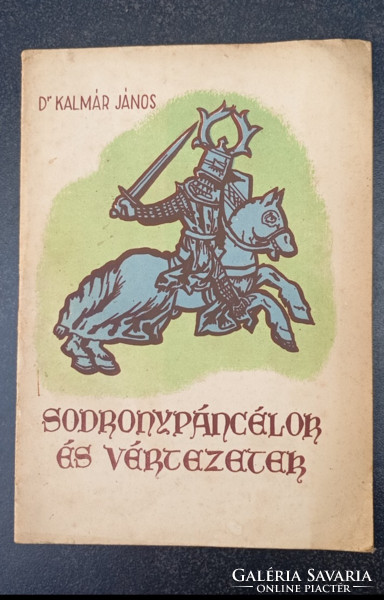 Dr KALMÁR JÁNOS
SODRONYPÁNCÉLOK
ÉS VÉRTEZETEK
GALÉRIA SAVARIA
ONLINE PIACTÉR